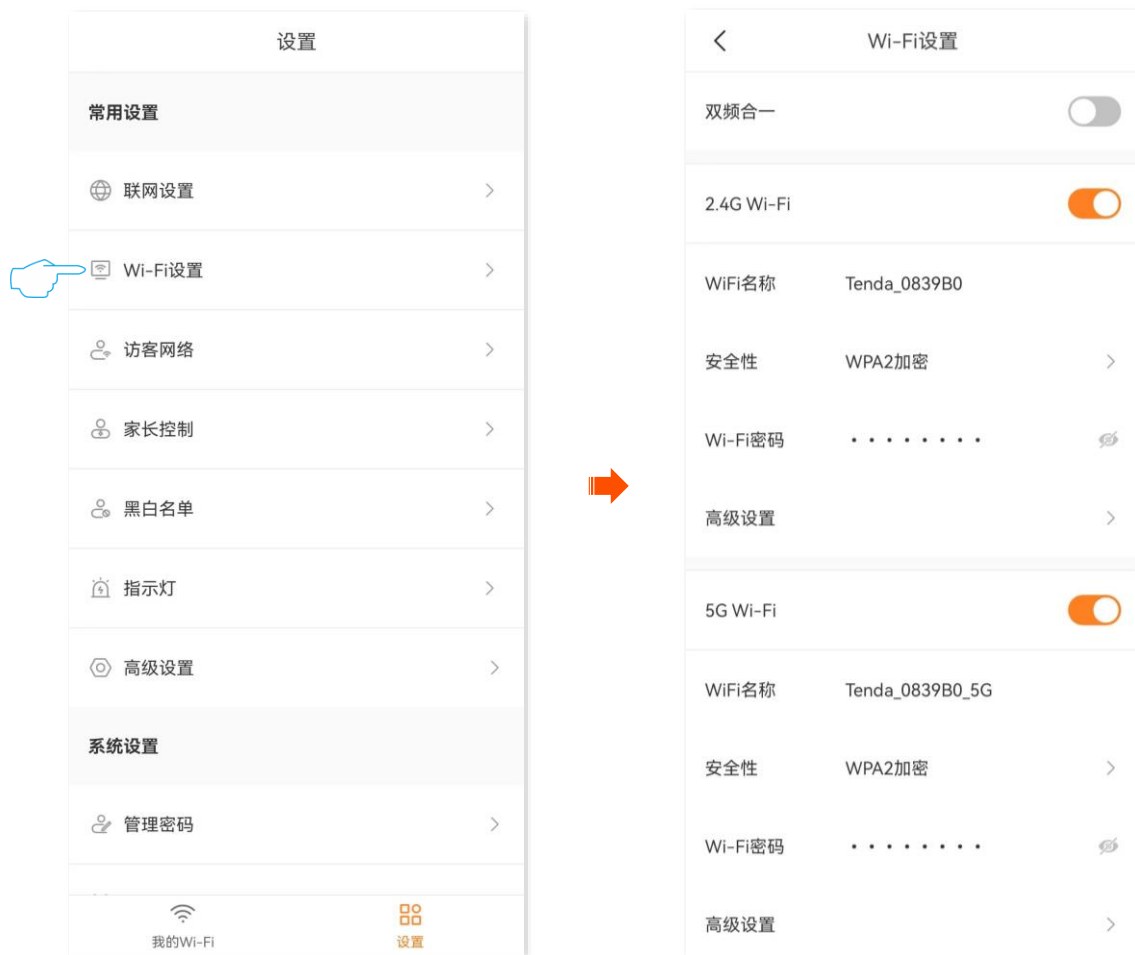 设置
常用设置
联网设置
Wi-Fi设置
访客网络
家长控制
黑白名单
指示灯
高级设置
系统设置
管理密码
我的Wi-Fi
设置
Wi-Fi设置
双频合一
2.4G Wi-Fi
WiFi名称 Tenda_0839B0
安全性 WPA2加密
Wi-Fi密码 ········
高级设置
5G Wi-Fi
WiFi名称 Tenda_0839B0_5G
安全性 WPA2加密
Wi-Fi密码 ········
高级设置